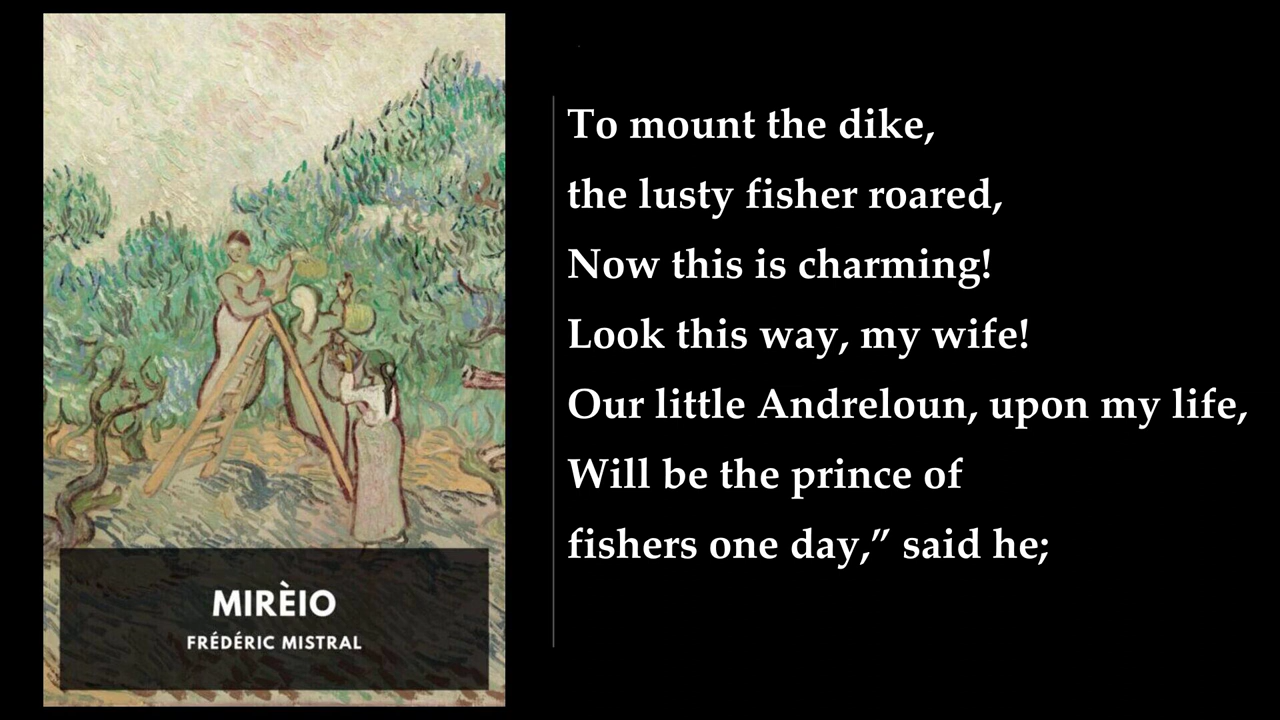 MIRÈIO
FRÉDÉRIC MISTRAL
To mount the dike,
the lusty fisher roared,
Now this is charming!
Look this way, my wife!
Our little Andreloun, upon my life,
Will be the prince of
fishers one day,” said he;